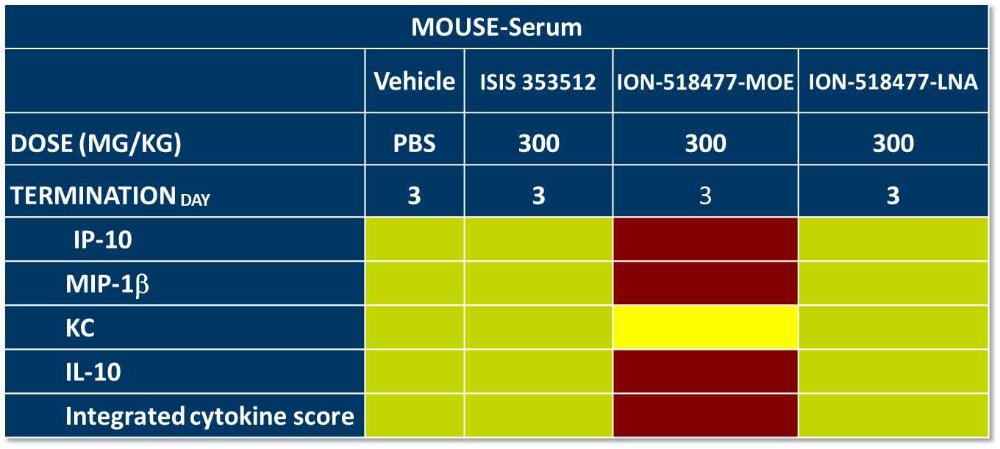 MOUSE-Serum
Vehicle ISIS 353512 ION-518477-MOE ION-518477-LNA
DOSE (MG/KG) PBS 300 300 300
TERMINATION DAY 3 3 3 3
IP-10
MIP-1β
KC
IL-10
Integrated cytokine score